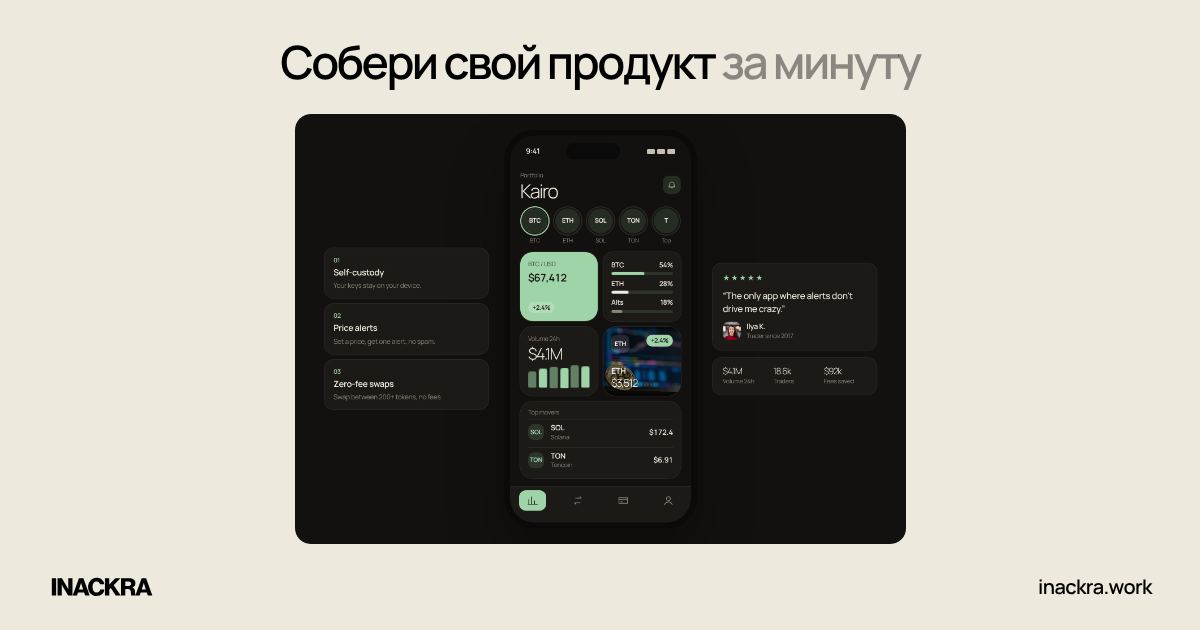 Собери свой продукт за минуту
01
Self-custody
Your keys stay on your device.
02
Price alerts
Set a price, get one alert, no spam.
03
Zero-fee swaps
Swap between 200+ tokens, no fees
9:41
Portfolio
Kairo
BTC ETH SOL TON T
BTC ETH SOL TON Top
BTC / USD
$67,412
+2.4%
BTC 54%
ETH 28%
Alts 18%
Volume 24h
$4.1M
ETH +2.4%
ETH
$3,512
Top movers
SOL SOL $172.4
Solana
TON TON $6.91
Toncoin
★★★★★
“The only app where alerts don’t
drive me crazy.”
Ilya K.
Trader since 2017
$4.1M 18.6k $92k
Volume 24h Traders Fees saved
INACKRA
inackra.work